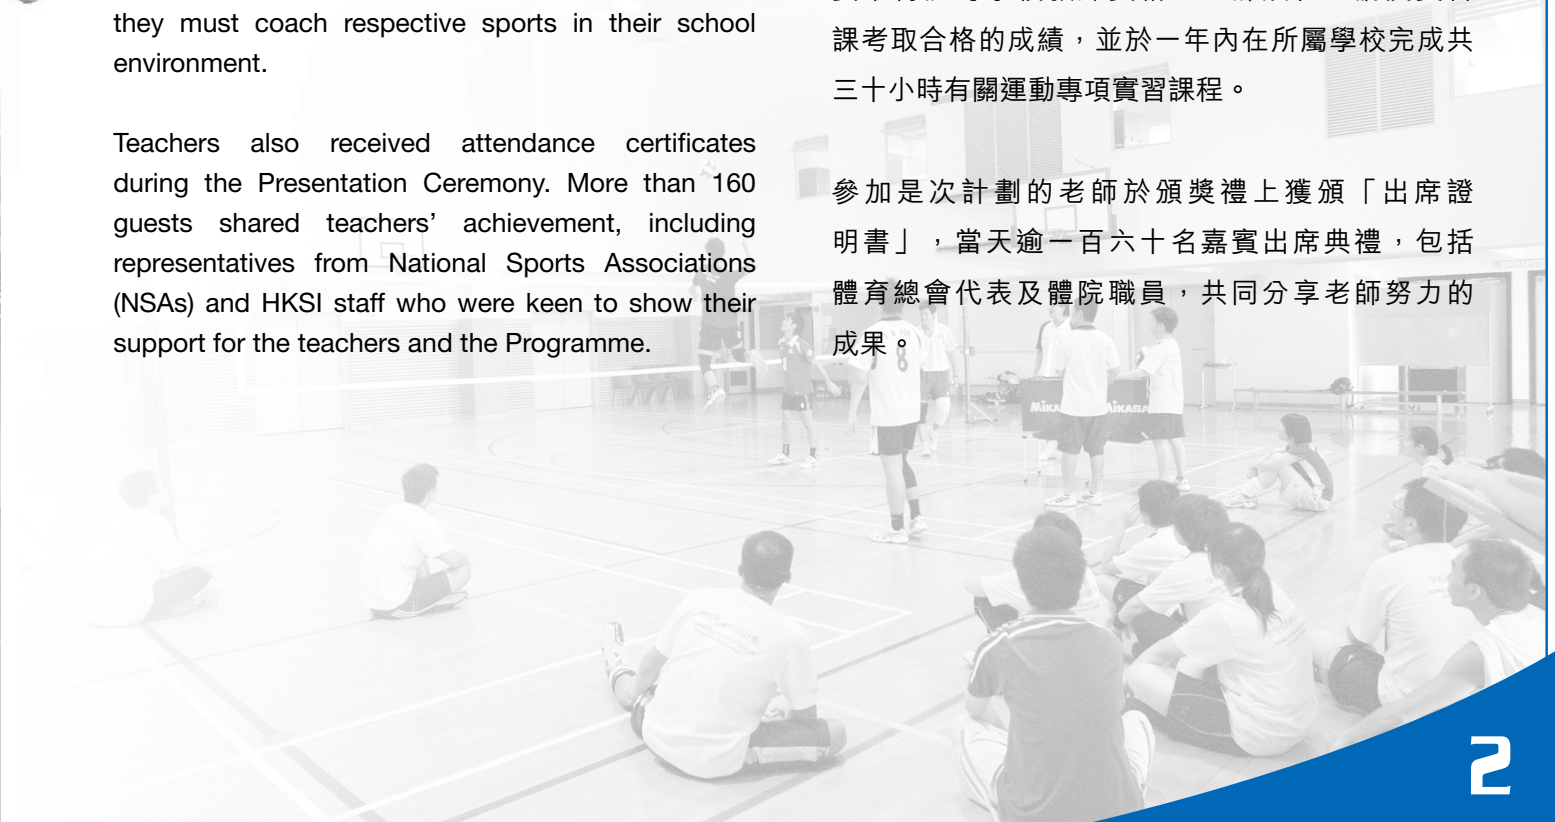 they must coach respective sports in their school
environment.
Teachers also received attendance certificates
during the Presentation Ceremony. More than 160
guests shared teachers’ achievement, including
representatives from National Sports Associations
(NSAs) and HKSI staff who were keen to show their
support for the teachers and the Programme.
課考取合格的成績，並於一年內在所屬學校完成共
三十小時有關運動專項實習課程。
參加是次計劃的老師於頒獎禮上獲頒「出席證
明書」，當天逾一百六十名嘉賓出席典禮，包括
體育總會代表及體院職員，共同分享老師努力的
成果。
8
MIKASA
2